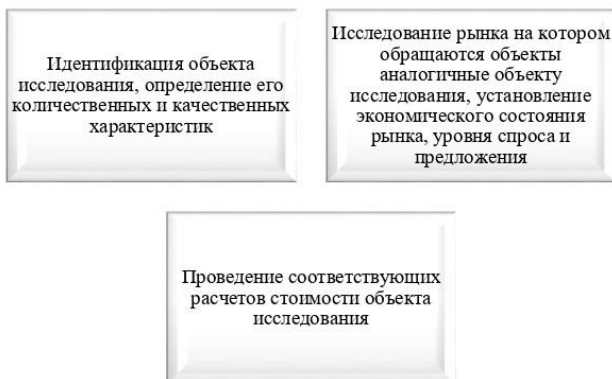 Идентификация объекта
исследования, определение его
количественных и качественных
характеристик
Исследование рынка на котором
обращаются объекты
аналогичные объекту
исследования, установление
экономического состояния
рынка, уровня спроса и
предложения
Проведение соответствующих
расчетов стоимости объекта
исследования